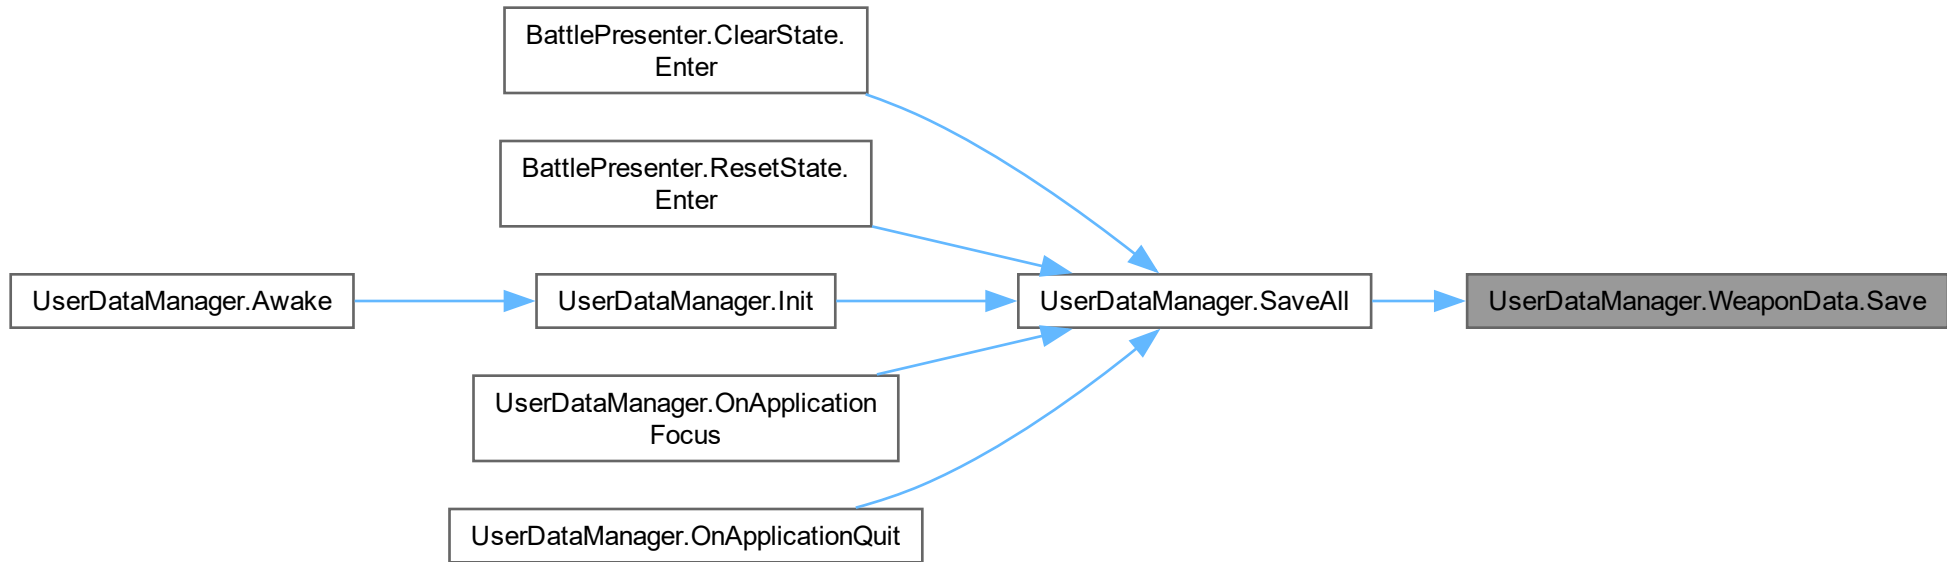 BattlePresenter.ClearState.
Enter
BattlePresenter.ResetState.
Enter
UserDataManager.Awake
UserDataManager.Init
UserDataManager.SaveAll
UserDataManager.WeaponData.Save
UserDataManager.OnApplication
Focus
UserDataManager.OnApplicationQuit